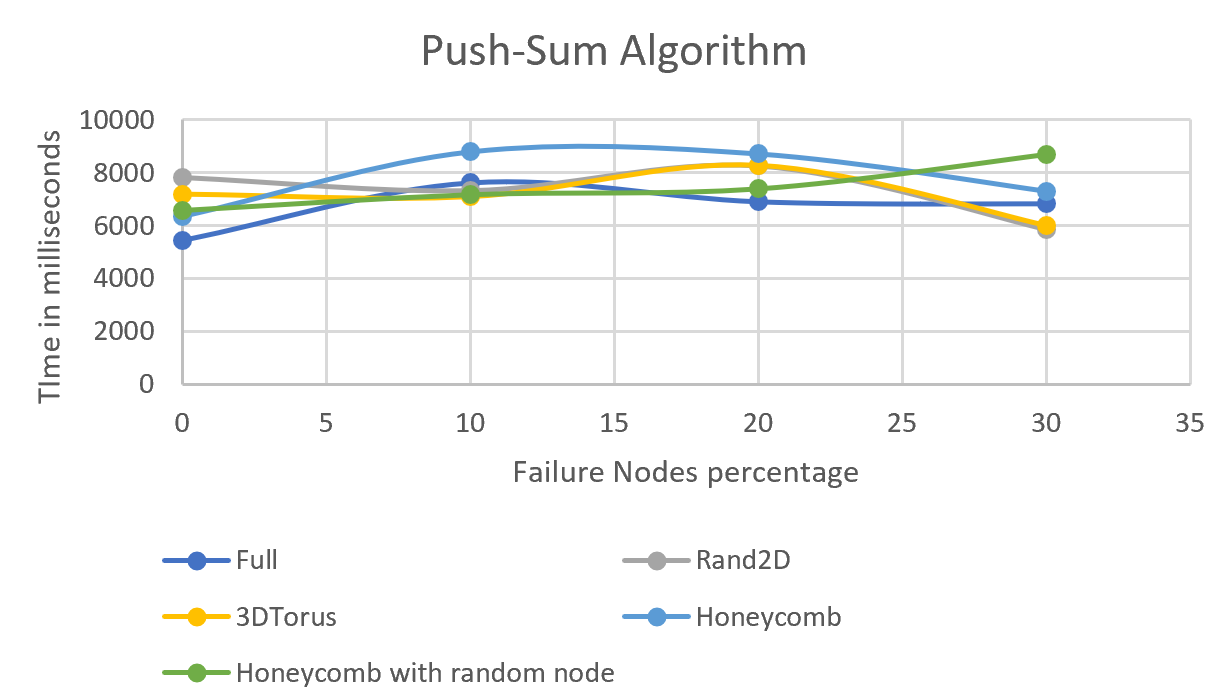 Push-Sum Algorithm
10000
8000
6000
4000
2000
0
TIme in milliseconds
0 5 10 15 20 25 30 35
Failure Nodes percentage
Full Rand2D
3DTorus Honeycomb
Honeycomb with random node